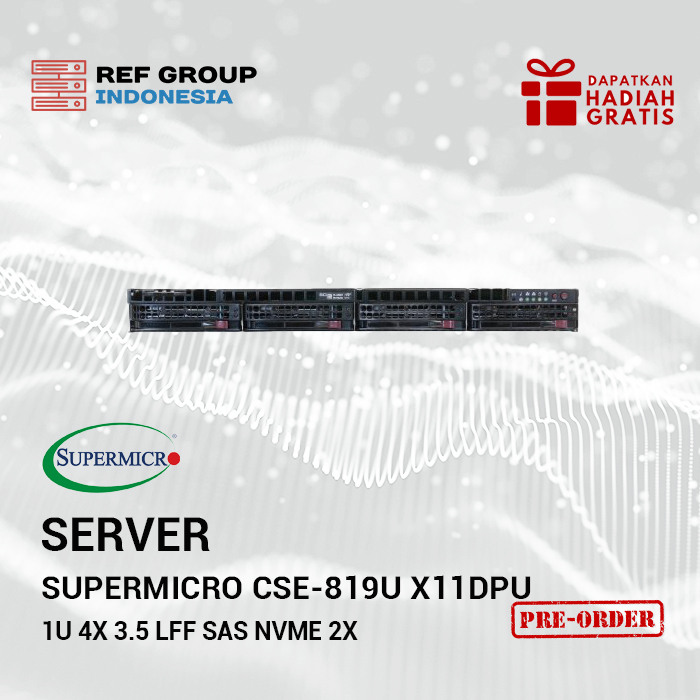 REF GROUP
INDONESIA
DAPATKAN
HADIAH
GRATIS
SUPERMICRO
SERVER
SUPERMICRO CSE-819U X11DPU
PRE-ORDER
1U 4X 3.5 LFF SAS NVME 2X